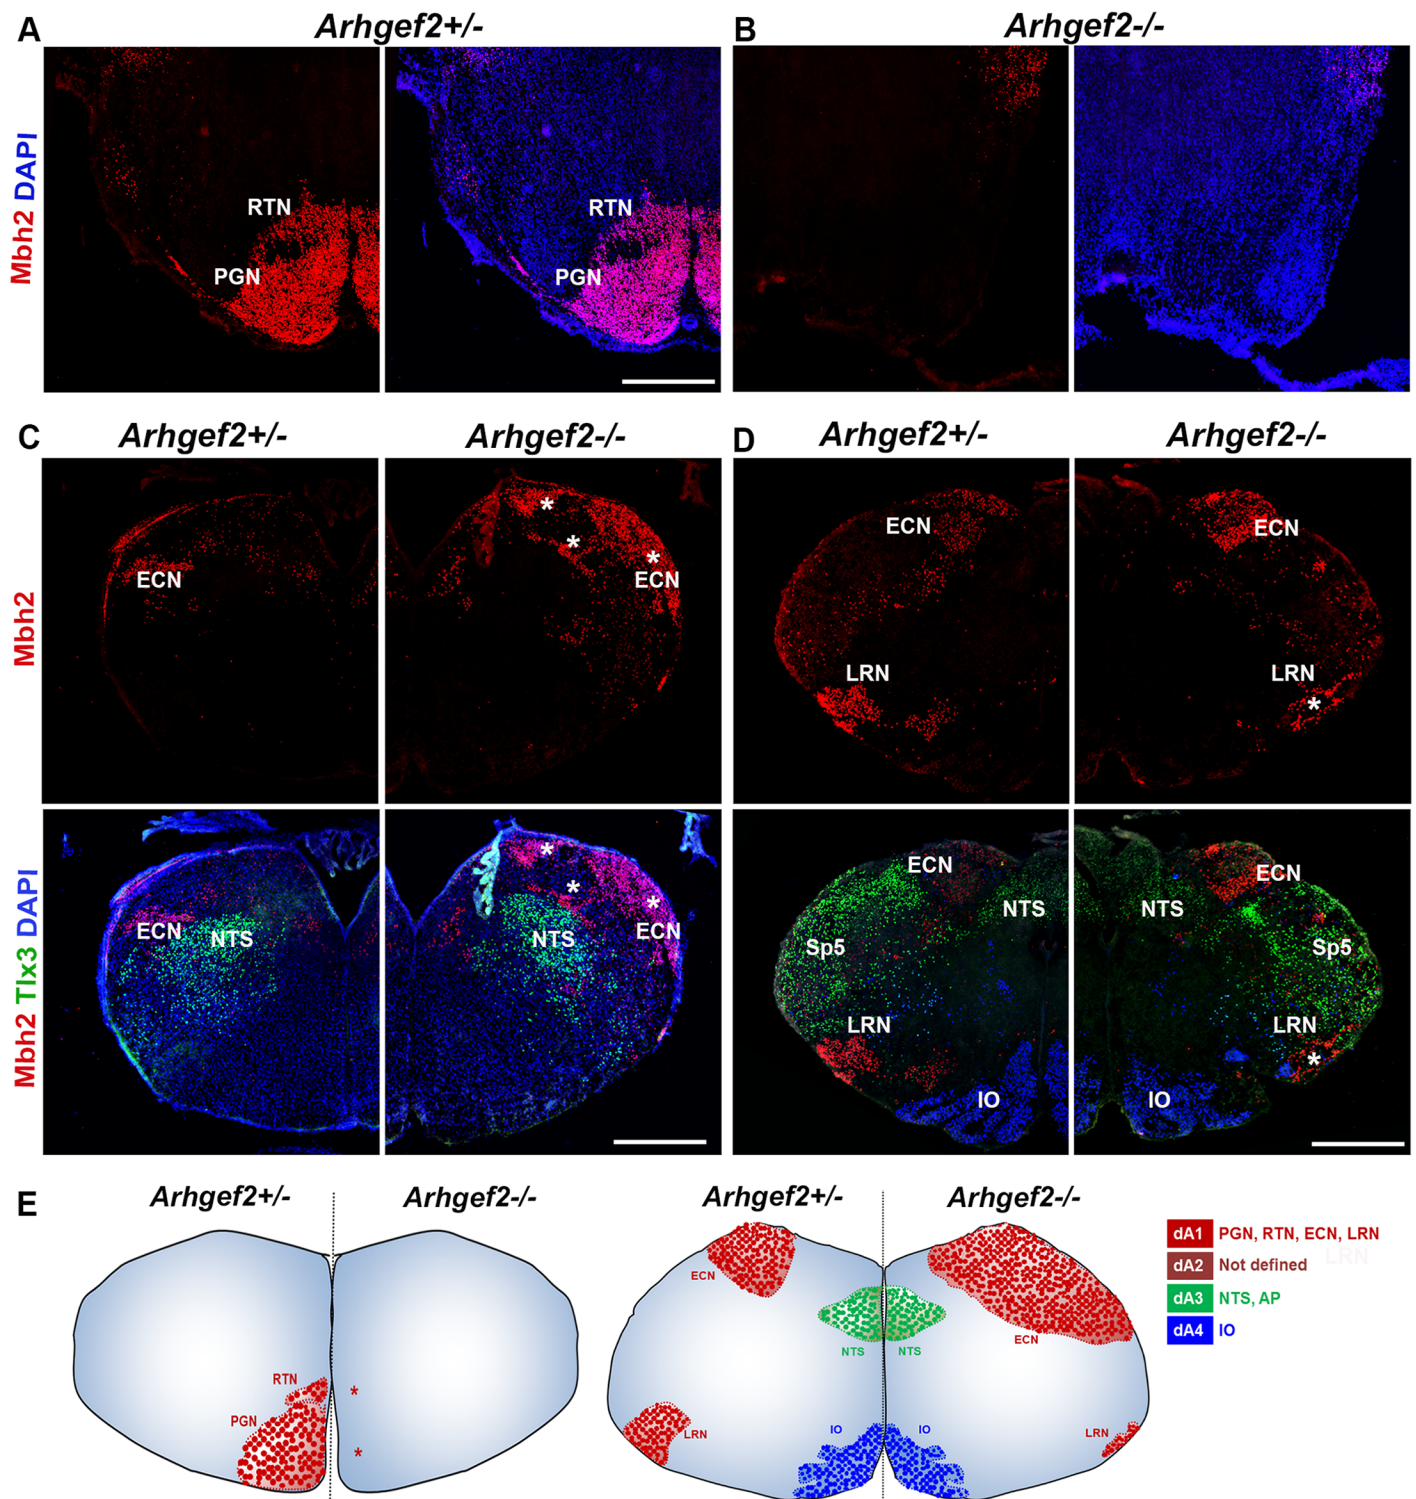 A
Arhgef2+/-
B
Arhgef2-/-
Mbh2 DAPI
RTN
PGN
RTN
PGN
C
Arhgef2+/-
Arhgef2-/-
D
Arhgef2+/-
Arhgef2-/-
Mbh2
ECN
*
*
*
ECN
ECN
LRN
ECN
LRN
*
Mbh2 Tlx3 DAPI
ECN
NTS
*
*
*
NTS
ECN
ECN
NTS
Sp5
LRN
IO
NTS
ECN
Sp5
LRN
*
IO
E
Arhgef2+/-
Arhgef2-/-
RTN
PGN
*
*
Arhgef2+/-
Arhgef2-/-
ECN
NTS
NTS
ECN
LRN
IO
IO
LRN
dA1 PGN, RTN, ECN, LRN
LRN
dA2 Not defined
dA3 NTS, AP
dA4 IO